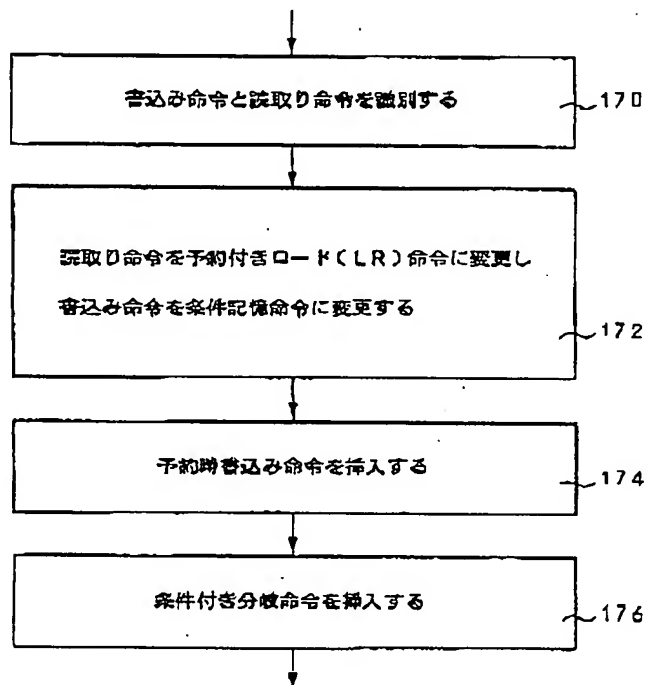 書込み命令と読取り命令を識別する
170
読取り命令を予約付きロード(LR)命令に変更し
書込み命令を条件記憶命令に変更する
172
予約時書込み命令を挿入する
174
条件付き分岐命令を挿入する
176